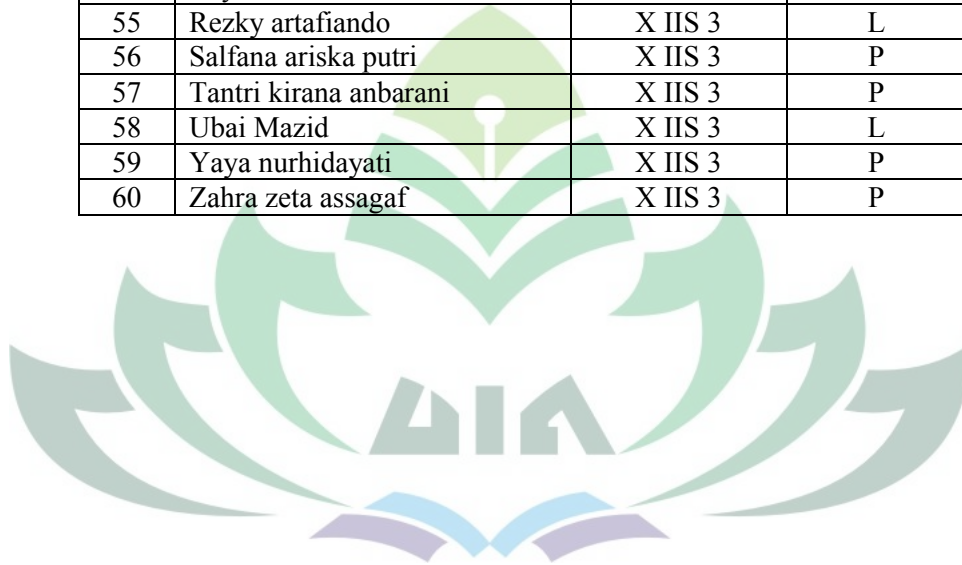 55 Rezky artafiando X IIS 3 L
56 Salfana ariska putri X IIS 3 P
57 Tantri kirana anbarani X IIS 3 P
58 Ubai Mazid X IIS 3 L
59 Yaya nurhidayati X IIS 3 P
60 Zahra zeta assagaf X IIS 3 P
UIN